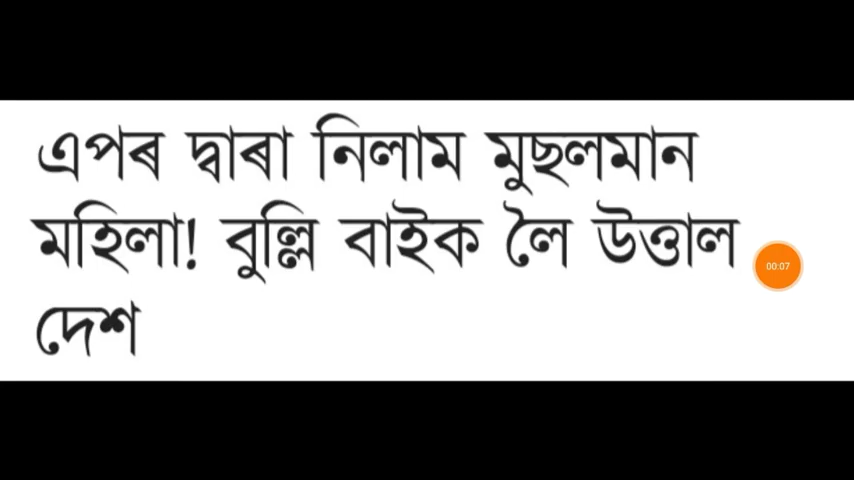 এপৰ দ্বাৰা নিলাম মুছলমান
মহিলা! বুল্লি বাইক লৈ উত্তাল
00:07
দেশ